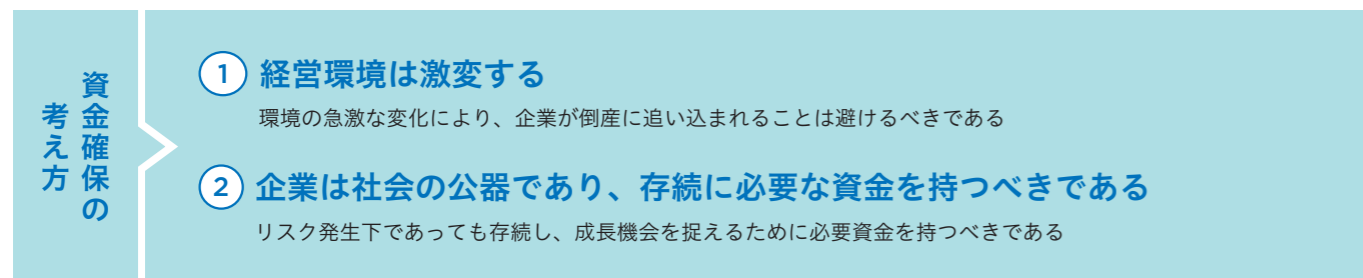 資金確保の
考え方
1 経営環境は激変する
環境の急激な変化により、企業が倒産に追い込まれることは避けるべきである
2 企業は社会の公器であり、存続に必要な資金を持つべきである
リスク発生下であっても存続し、成長機会を捉えるために必要資金を持つべきである